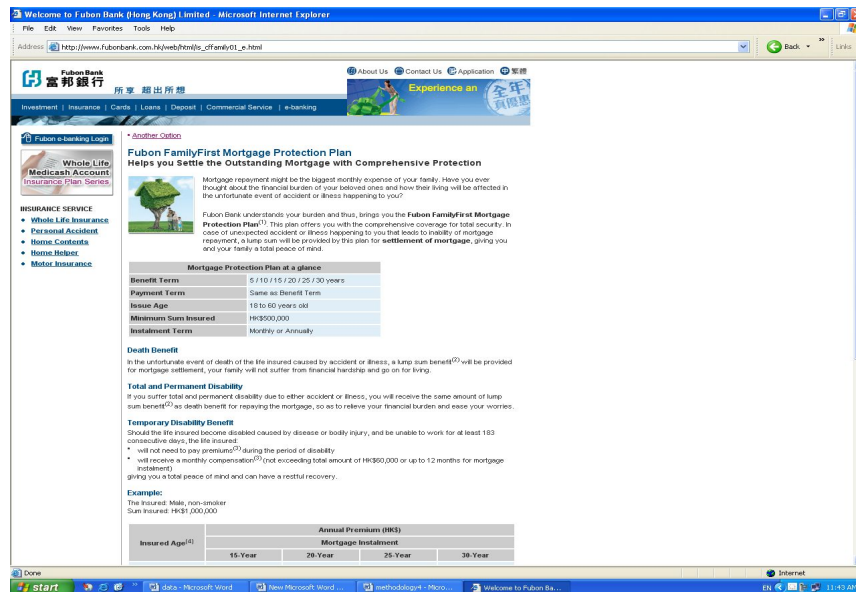 Welcome to Fubon Bank (Hong Kong) Limited - Microsoft Internet Explorer
File Edit View Favorites Tools Help
Address http://www.fubonbank.com.hk/web/html/is_cffamily01_e.html
Back » Links
Fubon Bank
富邦銀行
所享 超出所想
About Us Contact Us Application 繁體
Experience an
Investment | Insurance | Cards | Loans | Deposit | Commercial Service | e-banking
Fubon e-banking Login
Whole Life
Medicash Account
Insurance Plan Series
INSURANCE SERVICE
Whole Life Insurance
Personal Accident
Home Contents
Home Helper
Motor Insurance
• Another Option
Fubon FamilyFirst Mortgage Protection Plan
Helps you Settle the Outstanding Mortgage with Comprehensive Protection
Mortgage repayment might be the biggest monthly expense of your family. Have you ever
thought about the financial burden of your beloved ones and how their living will be affected in
the unfortunate event of accident or illness happening to you?
Fubon Bank understands your burden and thus, brings you the Fubon FamilyFirst Mortgage
Protection Plan(1). This plan offers you with the comprehensive coverage for total security. In
case of unexpected accident or illness happening to you that leads to inability of mortgage
repayment, a lump sum will be provided by this plan for settlement of mortgage, giving you
and your family a total peace of mind.
Mortgage Protection Plan at a glance
Benefit Term 5 / 10 / 15 / 20 / 25 / 30 years
Payment Term Same as Benefit Term
Issue Age 18 to 60 years old
Minimum Sum Insured HK$500,000
Instalment Term Monthly or Annually
Death Benefit
In the unfortunate event of death of the life insured caused by accident or illness, a lump sum benefit(2) will be provided
for mortgage settlement, your family will not suffer from financial hardship and go on for living.
Total and Permanent Disability
If you suffer total and permanent disability due to either accident or illness, you will receive the same amount of lump
sum benefit(2) as death benefit for repaying the mortgage, so as to relieve your financial burden and ease your worries.
Temporary Disability Benefit
Should the life insured become disabled caused by disease or bodily injury, and be unable to work for at least 183
consecutive days, the life insured:
* will not need to pay premiums(3) during the period of disability
* will receive a monthly compensation(3) (not exceeding total amount of HK$60,000 or up to 12 months for mortgage
instalment)
giving you a total peace of mind and can have a restful recovery.
Example:
The Insured: Male, non-smoker
Sum Insured: HK$1,000,000
Insured Age[4] Annual Premium (HK$)
Mortgage Instalment
15-Year 20-Year 25-Year 30-Year
Done Internet
start » data - Microsoft Word New Microsoft Word ... methodology4 - Micro... Welcome to Fubon Ba... EN 11:43 AM